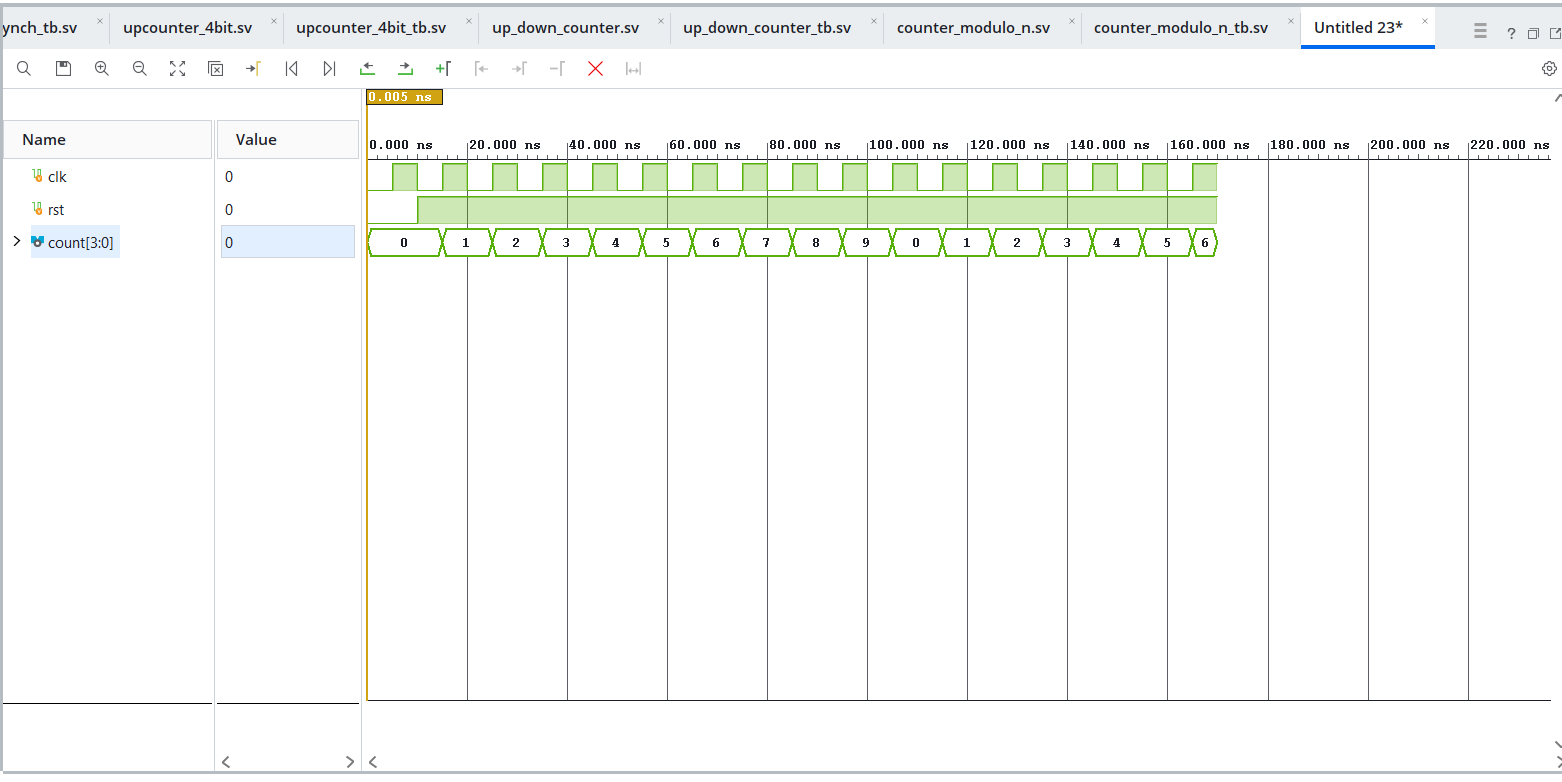 ynch_tb.sv upcounter_4bit.sv upcounter_4bit_tb.sv up_down_counter.sv up_down_counter_tb.sv counter_modulo_n.sv counter_modulo_n_tb.sv Untitled 23*
0.005 ns
Name Value
0.000 ns 20.000 ns 40.000 ns 60.000 ns 80.000 ns 100.000 ns 120.000 ns 140.000 ns 160.000 ns 180.000 ns 200.000 ns 220.000 ns
clk 0
rst 0
count[3:0] 0 0 1 2 3 4 5 6 7 8 9 0 1 2 3 4 5 6